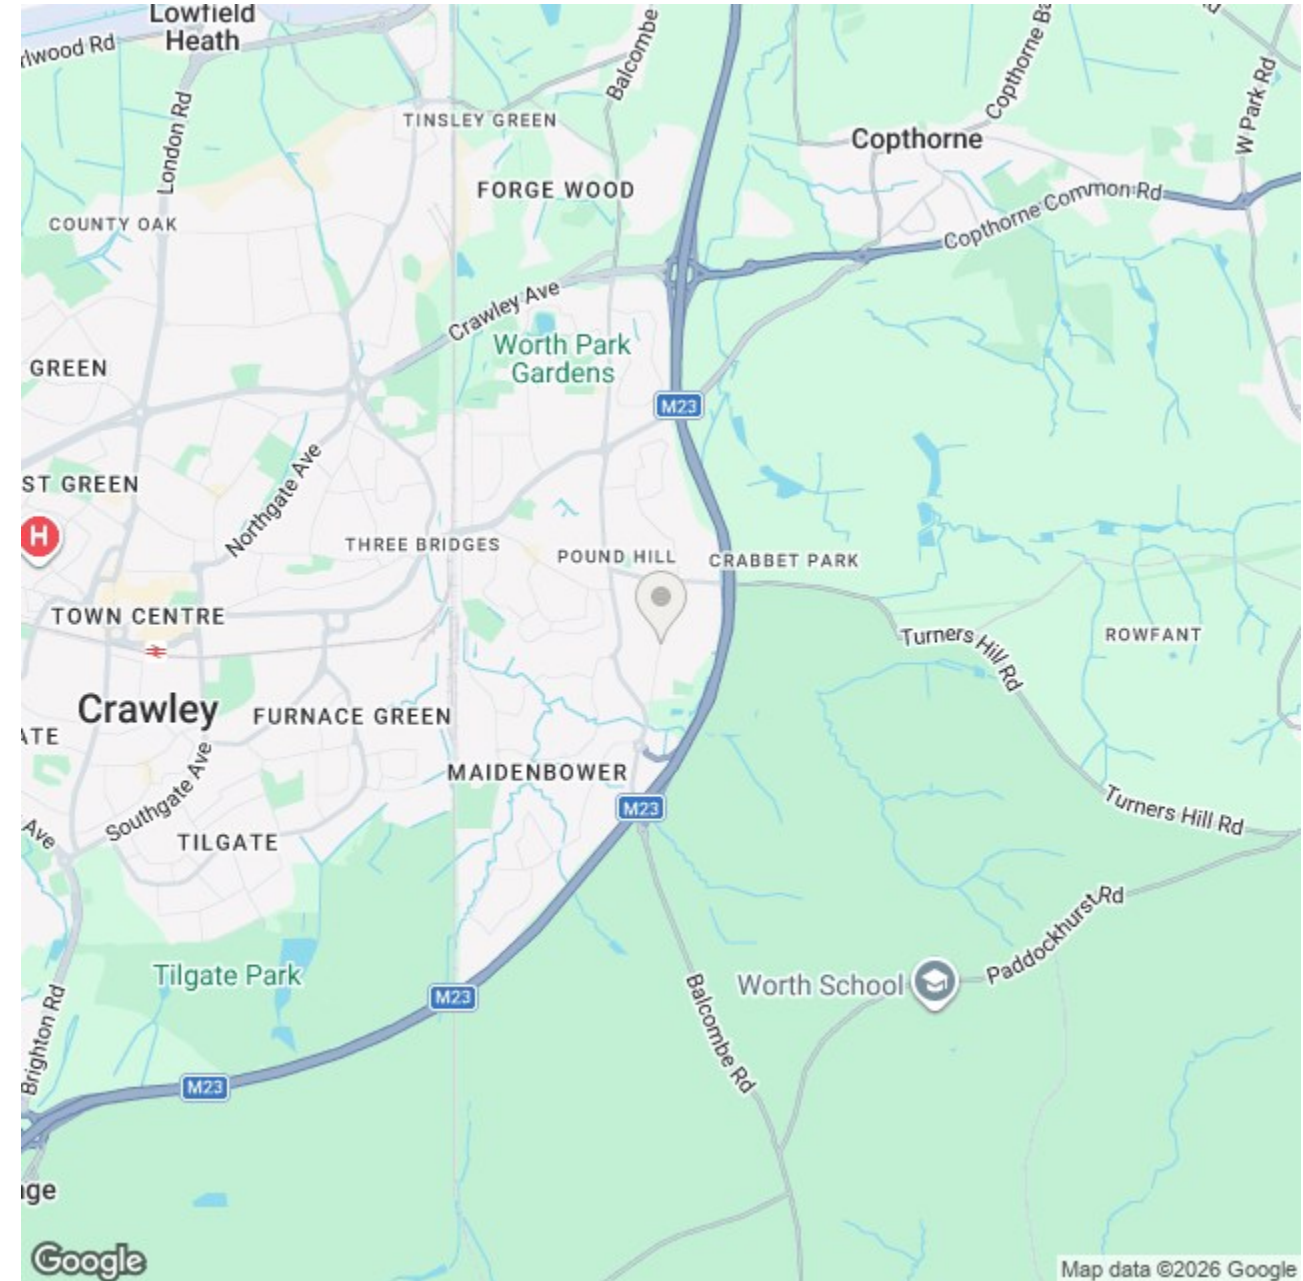 Lowfield
Heath
rlwood Rd
London Rd
Balcombe
Copthorne Ba
W Park Rd
TINSLEY GREEN
Copthorne
FORGE WOOD
COUNTY OAK
Copthorne Common Rd
Crawley Ave
Worth Park
Gardens
GREEN
M23
ST GREEN
H
Northgate Ave
THREE BRIDGES
POUND HILL
CRABBET PARK
TOWN CENTRE
Turners Hill Rd
ROWFANT
Crawley
FURNACE GREEN
ATE
MAIDENBOWER
Southgate Ave
M23
Turners Hill Rd
Ave
TILGATE
Paddockhurst Rd
Tilgate Park
Worth School
M23
Brighton Rd
Balcombe Rd
M23
age
Google
Map data ©2026 Google